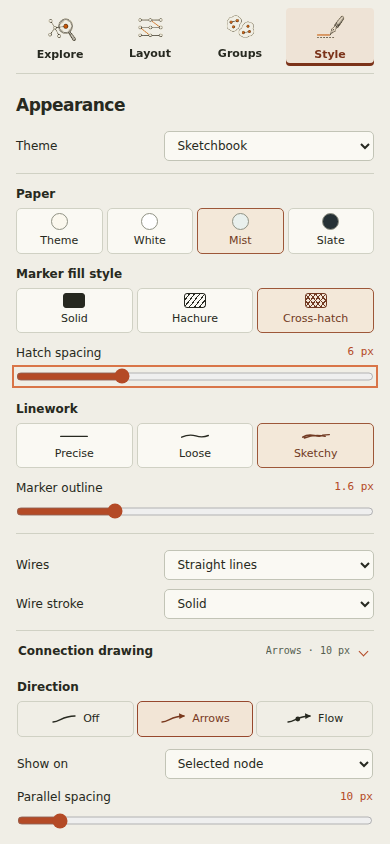 Explore Layout Groups Style
Appearance
Theme Sketchbook
Paper
Theme White Mist Slate
Marker fill style
Solid Hachure Cross-hatch
Hatch spacing 6 px
Linework
Precise Loose Sketchy
Marker outline 1.6 px
Wires Straight lines
Wire stroke Solid
Connection drawing Arrows · 10 px
Direction
Off Arrows Flow
Show on Selected node
Parallel spacing 10 px